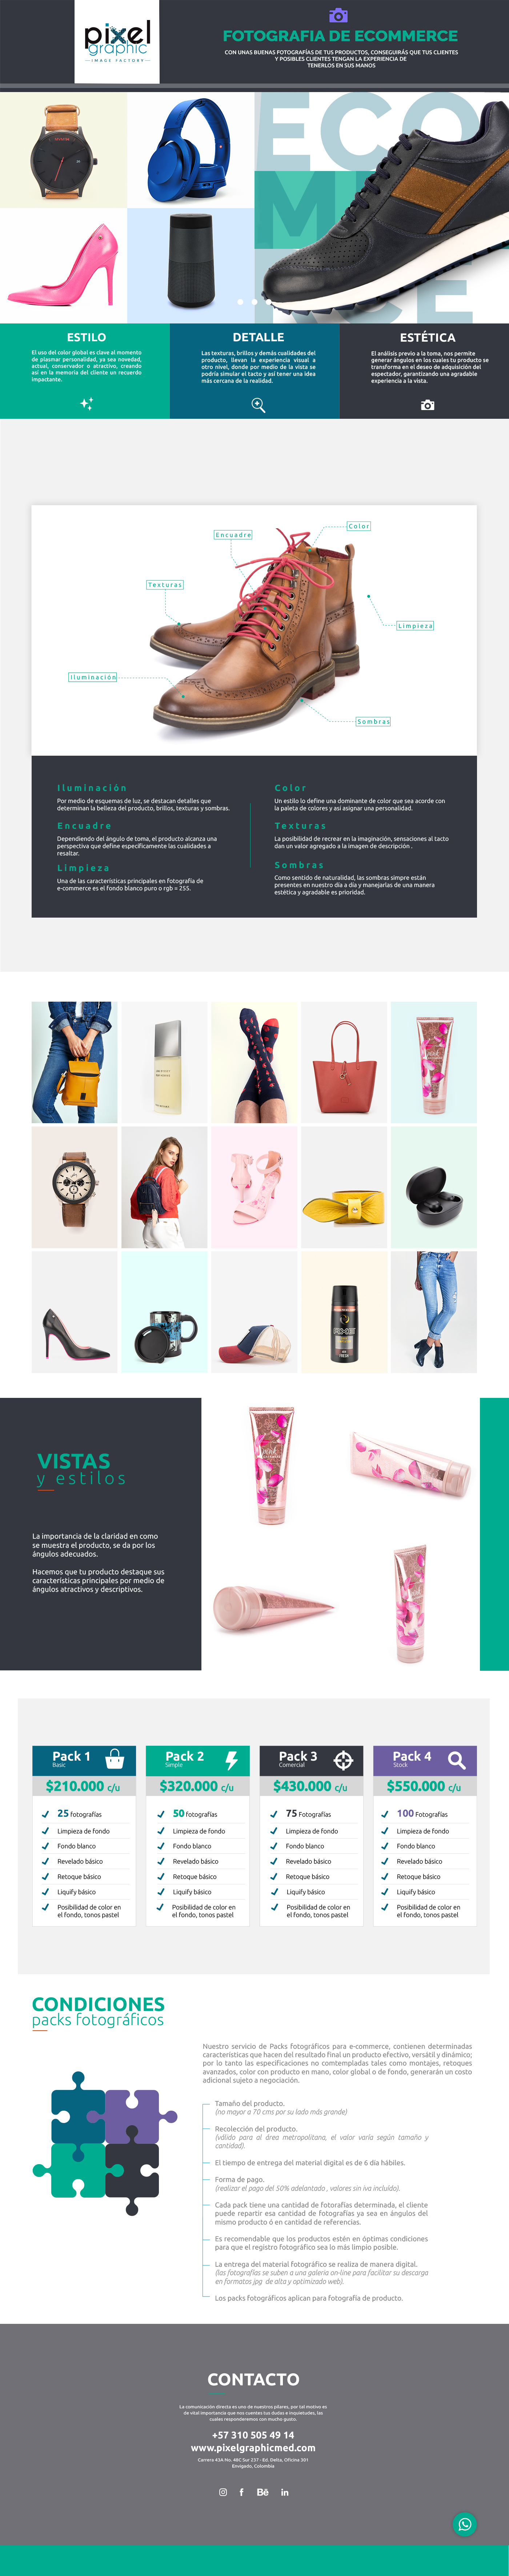 pixel
graphic
— IMAGE FACTORY —
FOTOGRAFIA DE ECOMMERCE
CON UNAS BUENAS FOTOGRAFÍAS DE TUS PRODUCTOS, CONSEGUIRÁS QUE TUS CLIENTES
Y POSIBLES CLIENTES TENGAN LA EXPERIENCIA DE
TENERLOS EN SUS MANOS
ECO
ESTILO
El uso del color global es clave al momento
de plasmar personalidad, ya sea novedad,
actual, conservador o atractivo, creando
así en la memoria del cliente un recuerdo
impactante.
DETALLE
Las texturas, brillos y demás cualidades del
producto, llevan la experiencia visual a
otro nivel, donde por medio de la vista se
podría simular el tacto y así tener una idea
más cercana de la realidad.
ESTÉTICA
El análisis previo a la toma, nos permite
generar ángulos en los cuales tu producto se
transforma en el deseo de adquisición del
espectador, garantizando una agradable
experiencia a la vista.
Color
Encuadre
Texturas
Limpieza
Iluminación
Sombras
Iluminación
Por medio de esquemas de luz, se destacan detalles que
determinan la belleza del producto, brillos, texturas y sombras.
Encuadre
Dependiendo del ángulo de toma, el producto alcanza una
perspectiva que define específicamente las cualidades a
resaltar.
Limpieza
Una de las características principales en fotografía de
e-commerce es el fondo blanco puro o rgb = 255.
Color
Un estilo lo define una dominante de color que sea acorde con
la paleta de colores y así asignar una personalidad.
Texturas
La posibilidad de recrear en la imaginación, sensaciones al tacto
dan un valor agregado a la imagen de descripción.
Sombras
Como sentido de naturalidad, las sombras simpre están
presentes en nuestro día a día y manejarlas de una manera
estética y agradable es prioridad.
AXE
VISTAS
y estilos
La importancia de la claridad en como
se muestra el producto, se da por los
ángulos adecuados.
Hacemos que tu producto destaque sus
características principales por medio de
ángulos atractivos y descriptivos.
pink
Pack 1
Basic
$210.000 c/u
25 fotografías
Limpieza de fondo
Fondo blanco
Revelado básico
Retoque básico
Liquify básico
Posibilidad de color en
el fondo, tonos pastel
Pack 2
Simple
$320.000 c/u
50 fotografías
Limpieza de fondo
Fondo blanco
Revelado básico
Retoque básico
Liquify básico
Posibilidad de color en
el fondo, tonos pastel
Pack 3
Comercial
$430.000 c/u
75 Fotografías
Limpieza de fondo
Fondo blanco
Revelado básico
Retoque básico
Liquify básico
Posibilidad de color en
el fondo, tonos pastel
Pack 4
Stock
$550.000 c/u
100 Fotografías
Limpieza de fondo
Fondo blanco
Revelado básico
Retoque básico
Liquify básico
Posibilidad de color en
el fondo, tonos pastel
CONDICIONES
packs fotográficos
Nuestro servicio de Packs fotográficos para e-commerce, contienen determinadas
características que hacen del resultado final un producto efectivo, versátil y dinámico;
por lo tanto las especificaciones no comtempladas tales como montajes, retoques
avanzados, color con producto en mano, color global o de fondo, generarán un costo
adicional sujeto a negociación.
Tamaño del producto.
(no mayor a 70 cms por su lado más grande)
Recolección del producto.
(válido para al área metropolitana, el valor varía según tamaño y
cantidad).
El tiempo de entrega del material digital es de 6 día hábiles.
Forma de pago.
(realizar el pago del 50% adelantado , valores sin iva incluído).
Cada pack tiene una cantidad de fotorafías determinada, el cliente
puede repartir esa cantidad de fotografías ya sea en ángulos del
mismo producto ó en cantidad de referencias.
Es recomendable que los productos estén en óptimas condiciones
para que el registro fotográfico sea lo más limpio posible.
La entrega del material fotográfico se realiza de manera digital.
(las fotografías se suben a una galería on-line para facilitar su descarga
en formatos jpg de alta y optimizado web).
Los packs fotográficos aplican para fotografía de producto.
CONTACTO
La comunicación directa es uno de nuestros pilares, por tal motivo es
de vital importancia que nos cuentes tus dudas e inquietudes, las
cuales responderemos con mucho gusto.
+57 310 505 49 14
www.pixelgraphicmed.com
Carrera 43A No. 48C Sur 237 - Ed. Delta, Oficina 301
Envigado, Colombia
f
Bē
in